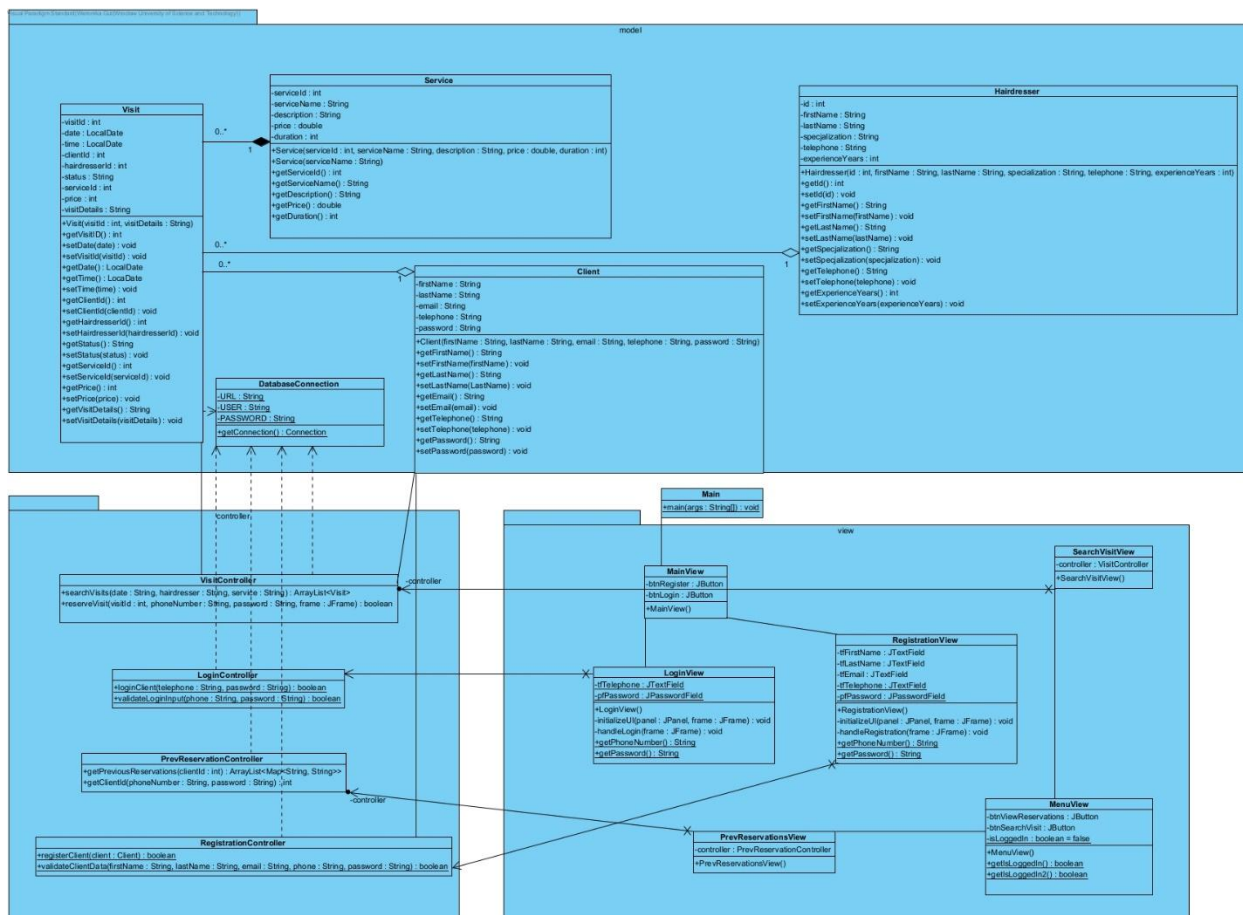 Visual Paradigm Standard(Weronika Gut(Wroclaw University of Science and Technology))
model
Service
-serviceId : int
-serviceName : String
-description : String
-price : double
-duration : int
+Service(serviceId : int, serviceName : String, description : String, price : double, duration : int)
+Service(serviceName : String)
+getServiceId() : int
+getServiceName() : String
+getDescription() : String
+getPrice() : double
+getDuration() : int
Hairdresser
-id : int
-firstName : String
-lastName : String
-specjalization : String
-telephone : String
-experienceYears : int
+Hairdresser(id : int, firstName : String, lastName : String, specialization : String, telephone : String, experienceYears : int)
+getId() : int
+setId(id) : void
+getFirstName() : String
+setFirstName(firstName) : void
+getLastName() : String
+setLastName(lastName) : void
+getSpecjalization() : String
+setSpecjalization(specjalization) : void
+getTelephone() : String
+setTelephone(telephone) : void
+getExperienceYears() : int
+setExperienceYears(experienceYears) : void
Visit
-visitId : int
-date : LocalDate
-time : LocalDate
-clientId : int
-hairdresserId : int
-status : String
-serviceId : int
-price : int
-visitDetails : String
+Visit(visitId : int, visitDetails : String)
+getVisitID() : int
+setDate(date) : void
+setVisitId(visitId) : void
+getDate() : LocalDate
+getTime() : LocaDate
+setTime(time) : void
+getClientId() : int
+setClientId(clientId) : void
+getHairdresserId() : int
+setHairdresserId(hairdresserId) : void
+getStatus() : String
+setStatus(status) : void
+getServiceId() : int
+setServiceId(serviceId) : void
+getPrice() : int
+setPrice(price) : void
+getVisitDetails() : String
+setVisitDetails(visitDetails) : void
0..*
1
0..*
1
0..*
1
Client
-firstName : String
-lastName : String
-email : String
-telephone : String
-password : String
+Client(firstName : String, lastName : String, email : String, telephone : String, password : String)
+getFirstName() : String
+setFirstName(firstName) : void
+getLastName() : String
+setLastName(LastName) : void
+getEmail() : String
+setEmail(email) : void
+getTelephone() : String
+setTelephone(telephone) : void
+getPassword() : String
+setPassword(password) : void
DatabaseConnection
-URL : String
-USER : String
-PASSWORD : String
+getConnection() : Connection
controller
VisitController
+searchVisits(date : String, hairdresser : String, service : String) : ArrayList<Visit>
+reserveVisit(visitId : int, phoneNumber : String, password : String, frame : JFrame) : boolean
-controller
LoginController
+loginClient(telephone : String, password : String) : boolean
+validateLoginInput(phone : String, password : String) : boolean
PrevReservationController
+getPreviousReservations(clientId : int) : ArrayList<Map<String, String>>
+getClientId(phoneNumber : String, password : String) : int
-controller
RegistrationController
+registerClient(client : Client) : boolean
+validateClientData(firstName : String, lastName : String, email : String, phone : String, password : String) : boolean
Main
+main(args : String[]) : void
view
MainView
-btnRegister : JButton
-btnLogin : JButton
+MainView()
SearchVisitView
-controller : VisitController
+SearchVisitView()
RegistrationView
-tfFirstName : JTextField
-tfLastName : JTextField
-tfEmail : JTextField
-tfTelephone : JTextField
-pfPassword : JPasswordField
+RegistrationView()
-initializeUI(panel : JPanel, frame : JFrame) : void
-handleRegistration(frame : JFrame) : void
+getPhoneNumber() : String
+getPassword() : String
LoginView
-tfTelephone : JTextField
-pfPassword : JPasswordField
+LoginView()
-initializeUI(panel : JPanel, frame : JFrame) : void
-handleLogin(frame : JFrame) : void
+getPhoneNumber() : String
+getPassword() : String
MenuView
-btnViewReservations : JButton
-btnSearchVisit : JButton
-isLoggedIn : boolean = false
+MenuView()
+getIsLoggedIn() : boolean
+getIsLoggedIn2() : boolean
PrevReservationsView
-controller : PrevReservationController
+PrevReservationsView()